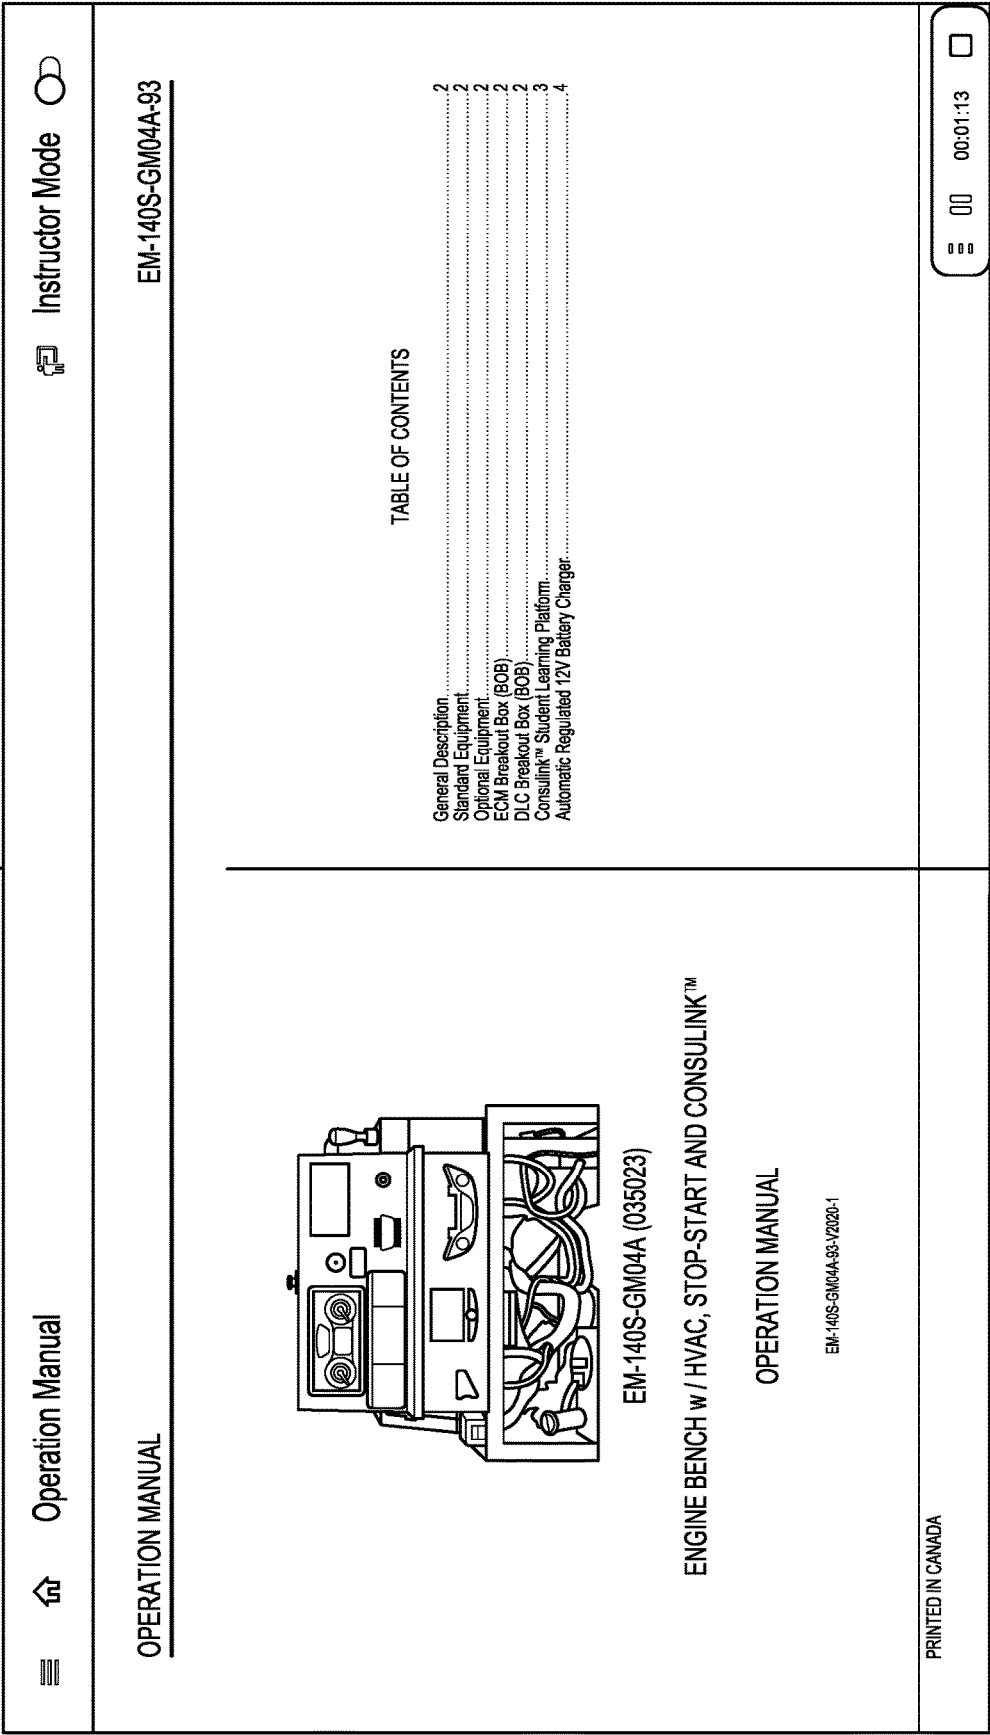 Operation Manual
Instructor Mode
OPERATION MANUAL
EM-140S-GM04A-93
EM-140S-GM04A (035023)
ENGINE BENCH w / HVAC, STOP-START AND CONSULINK™
OPERATION MANUAL
EM-140S-GM04A-93-V2020-1
TABLE OF CONTENTS
General Description 2
Standard Equipment 2
Optional Equipment 2
ECM Breakout Box (BOB) 2
DLC Breakout Box (BOB) 2
Consulink™ Student Learning Platform 3
Automatic Regulated 12V Battery Charger 4
PRINTED IN CANADA
00:01:13